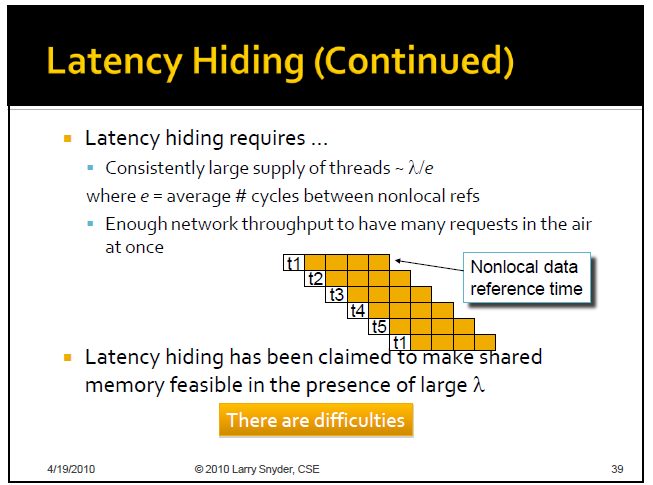 Latency Hiding (Continued)
Latency hiding requires ...
Consistently large supply of threads ~ λ/e
where e = average # cycles between nonlocal refs
Enough network throughput to have many requests in the air
at once
t1
t2
t3
t4
t5
t1
Nonlocal data
reference time
Latency hiding has been claimed to make shared
memory feasible in the presence of large λ
There are difficulties
4/19/2010
© 2010 Larry Snyder, CSE
39